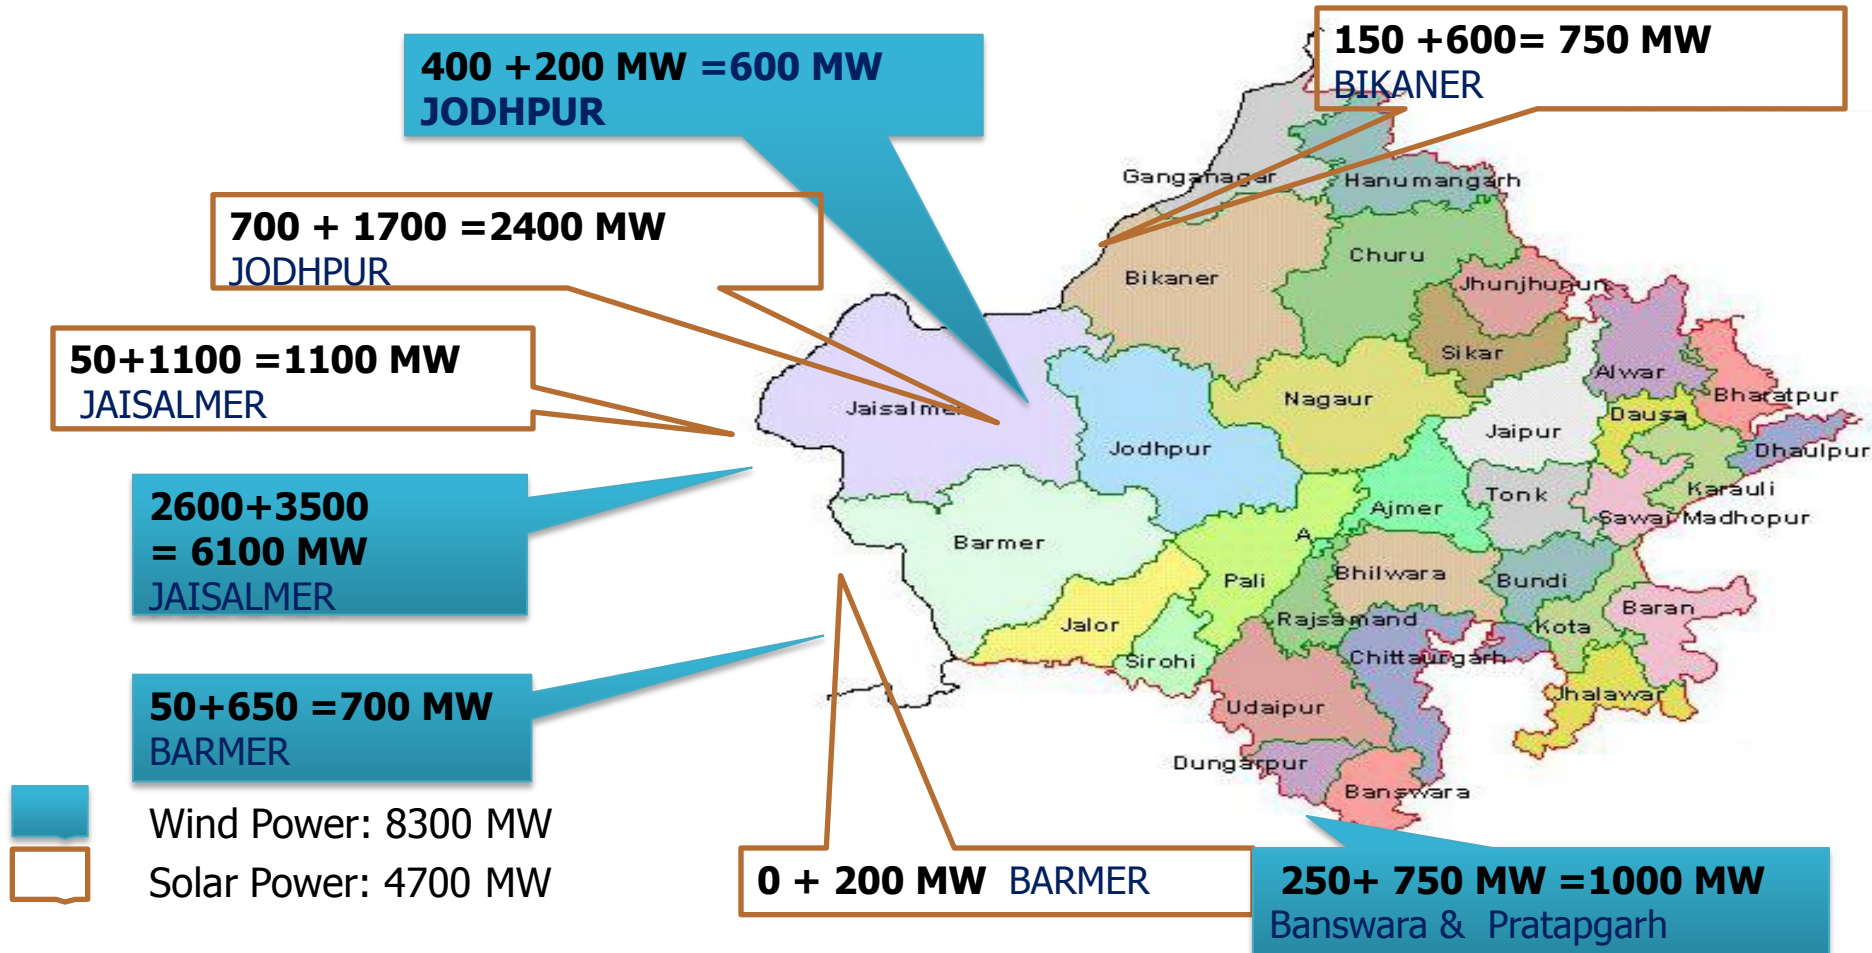 400 +200 MW =600 MW
JODHPUR
150 +600= 750 MW
BIKANER
700 + 1700 =2400 MW
JODHPUR
50+1100 =1100 MW
JAISALMER
2600+3500
= 6100 MW
JAISALMER
50+650 =700 MW
BARMER
Wind Power: 8300 MW
Solar Power: 4700 MW
0 + 200 MW BARMER
250+ 750 MW =1000 MW
Banswara & Pratapgarh
Ganganagar
Hanumangarh
Bikaner
Churu
Jhunjhunun
Sikar
Alwar
Bharatpur
Jaisalmer
Nagaur
Dausa
Jaipur
Jodhpur
Dhaulpur
Karauli
Tonk
Ajmer
Sawai Madhopur
Barmer
A
Pali
Bhilwara
Bundi
Baran
Jalor
Rajsamand
Kota
Sirohi
Chittaurgarh
Jhalawar
Udaipur
Dungarpur
Banswara